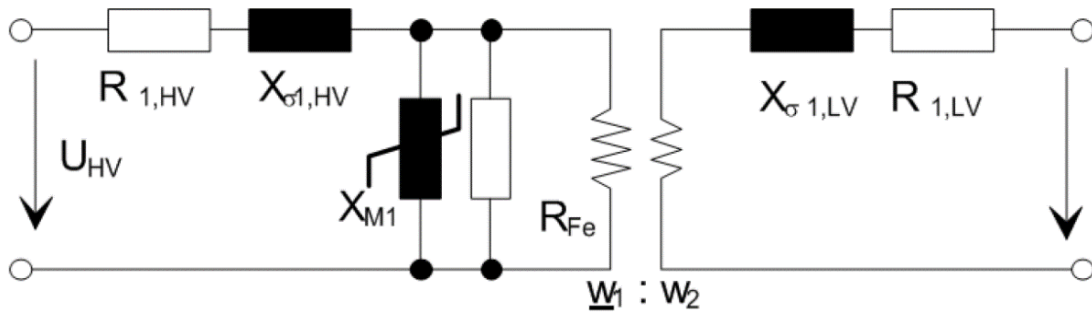 R 1,HV
Xσ1,HV
Xσ 1,LV
R 1,LV
UHV
XM1
RFe
w1 : w2